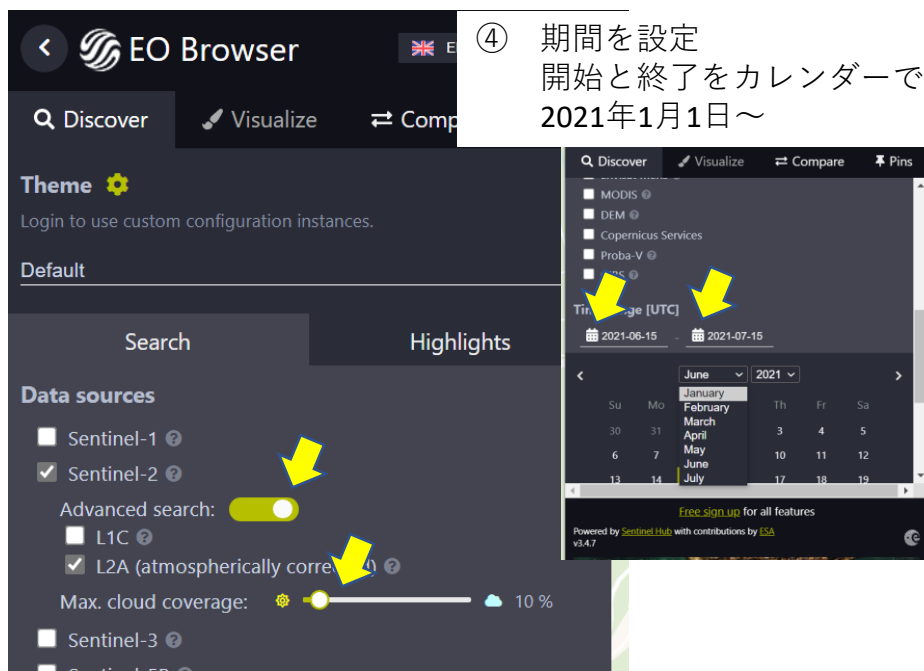 EO Browser
④ 期間を設定
開始と終了をカレンダーで
2021年1月1日～
Discover
Visualize
Theme
Login to use custom configuration instances.
Default
Search
Highlights
Data sources
Sentinel-1
Sentinel-2
Advanced search:
L1C
L2A (atmospherically
Max. cloud coverage: 10 %
Sentinel-3
Discover Visualize Compare Pins
MODIS
DEM
Copernicus Services
Proba-V
[UTC]
2021-06-15 - 2021-07-15
June 2021
January
February
March
April
May
June
July
Su Mo Th Fr Sa
30 31 3 4 5
6 7 10 11 12
13 14 17 18 19
Free sign up for all features
Powered by Sentinel Hub with contributions by ESA
v3.4.7